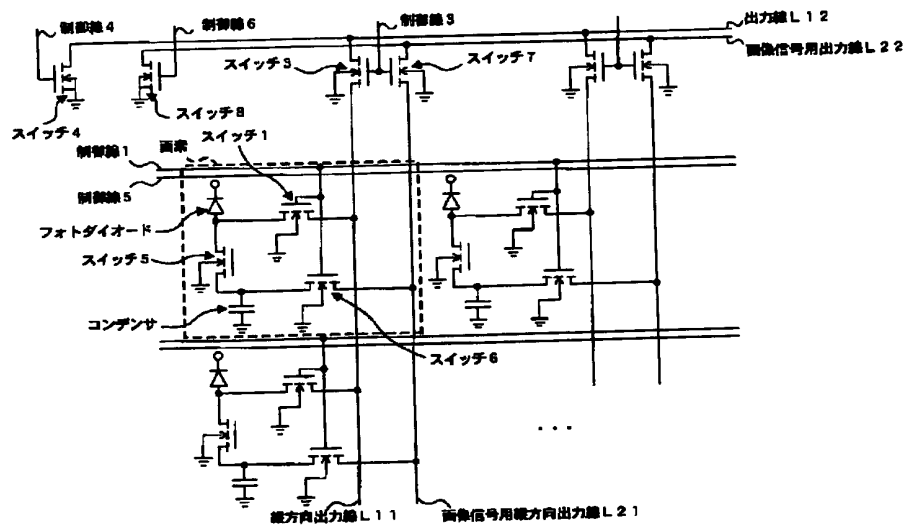 制御線4
制御線6
制御線3
出力線L12
画像信号用出力線L22
スイッチ3
スイッチ7
スイッチ4
スイッチ8
スイッチ1
画素
制御線1
制御線5
フォトダイオード
スイッチ5
コンデンサ
スイッチ6
...
縦方向出力線L11
画像信号用縦方向出力線L21